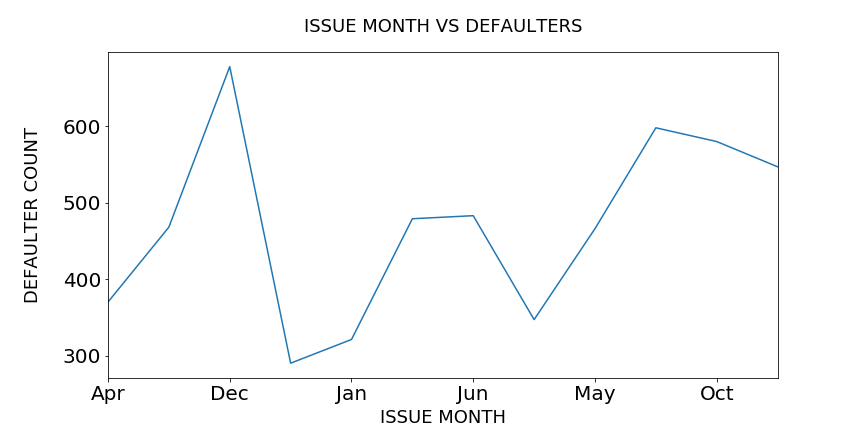 ISSUE MONTH VS DEFAULTERS
DEFAULTER COUNT
600
500
400
300
Apr Dec Jan Jun May Oct
ISSUE MONTH